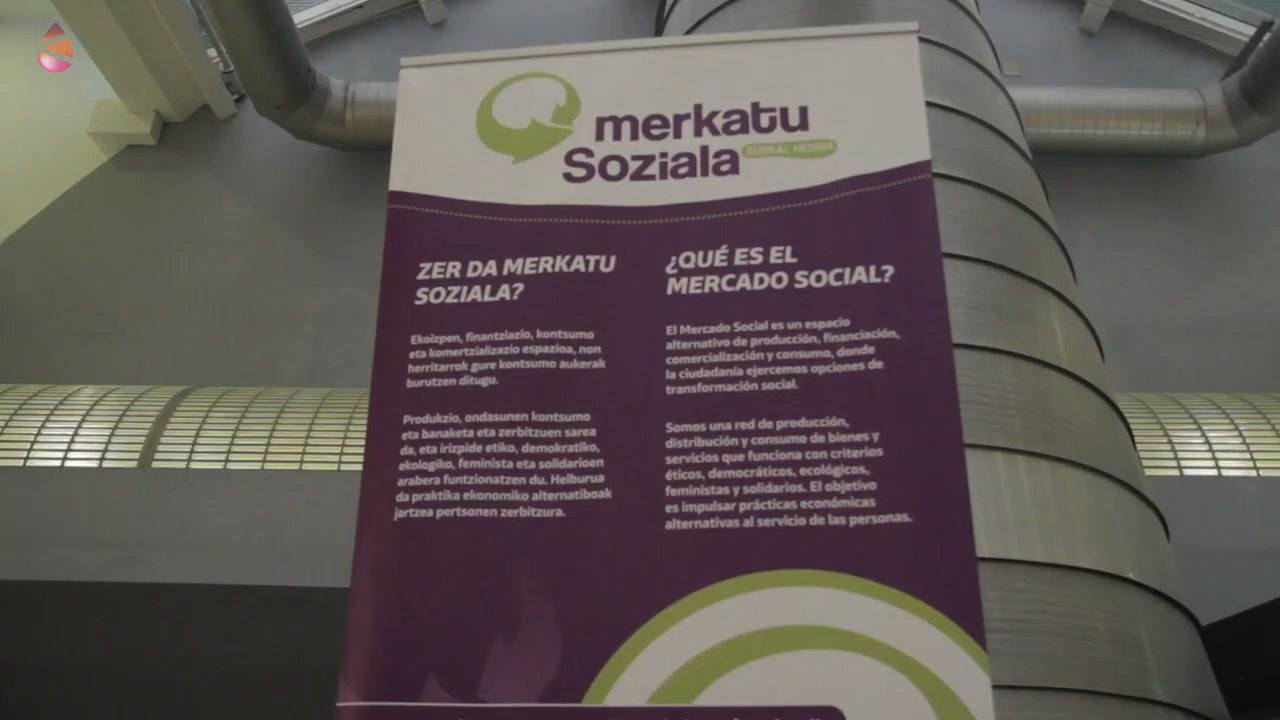 merkatu
Soziala
EUSKAL HERRIA
ZER DA MERKATU
SOZIALA?
Ekoizpen, finantziazio, kontsumo
eta komertzializazio espazioa, non
herritarrok gure kontsumo aukerak
burutzen ditugu.
Produkzio, ondasunen kontsumo
eta banaketa eta zerbitzuen sarea
da, eta irizpide etiko, demokratiko,
ekologiko, feminista eta solidarioen
arabera funtzionatzen du. Helburua
da praktika ekonomiko alternatiboak
jartzea pertsonen zerbitzura.
¿QUÉ ES EL
MERCADO SOCIAL?
El Mercado Social es un espacio
alternativo de producción, financiación,
comercialización y consumo, donde
la ciudadanía ejercemos opciones de
transformación social.
Somos una red de producción,
distribución y consumo de bienes y
servicios que funciona con criterios
éticos, democráticos, ecológicos,
feministas y solidarios. El objetivo
es impulsar prácticas económicas
alternativas al servicio de las personas.